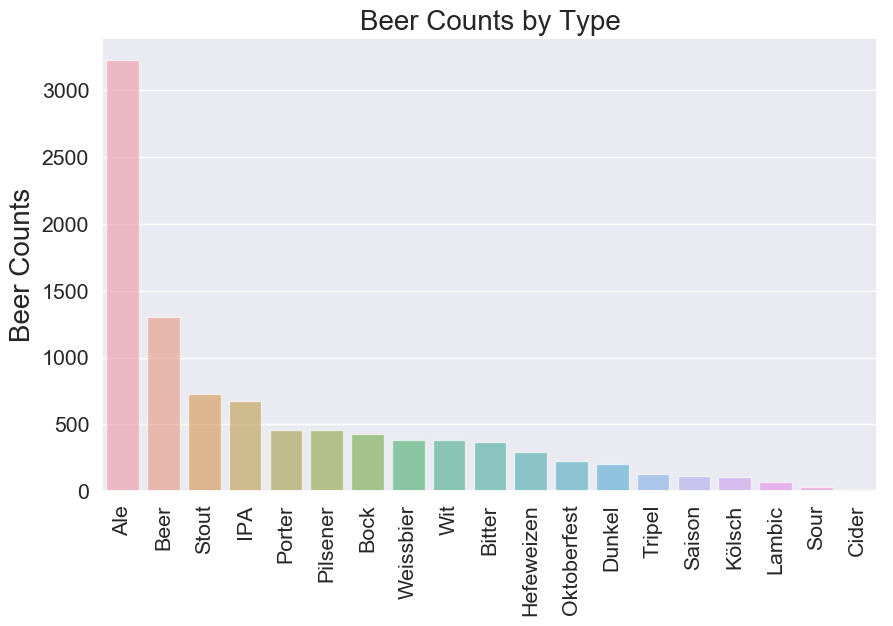 Beer Counts by Type
Beer Counts
3000
2500
2000
1500
1000
500
0
Ale
Beer
Stout
IPA
Porter
Pilsener
Bock
Weissbier
Wit
Bitter
Hefeweizen
Oktoberfest
Dunkel
Tripel
Saison
Kölsch
Lambic
Sour
Cider